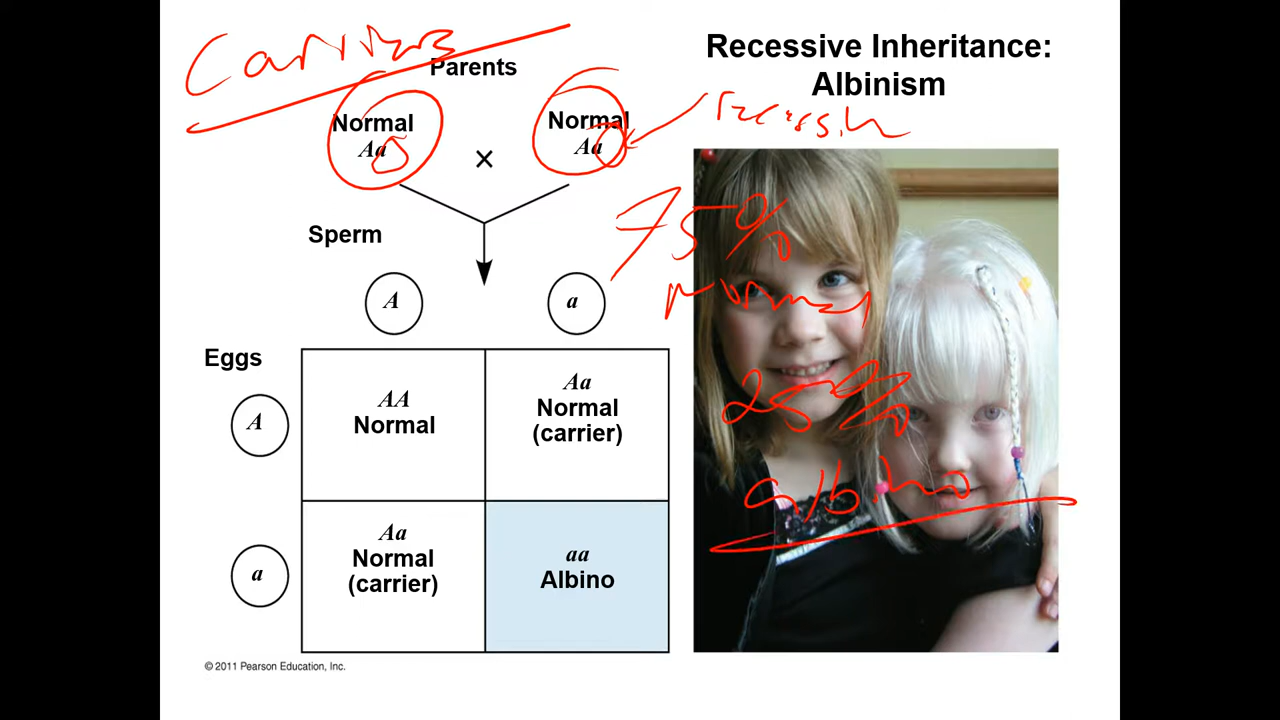 Recessive Inheritance:
Albinism
Carriers
Parents
Normal
Aa
×
Normal
Aa
recessive
Sperm
A
a
75%
normal
25%
albino
Eggs
A
AA
Normal
Aa
Normal
(carrier)
a
Aa
Normal
(carrier)
aa
Albino
© 2011 Pearson Education, Inc.